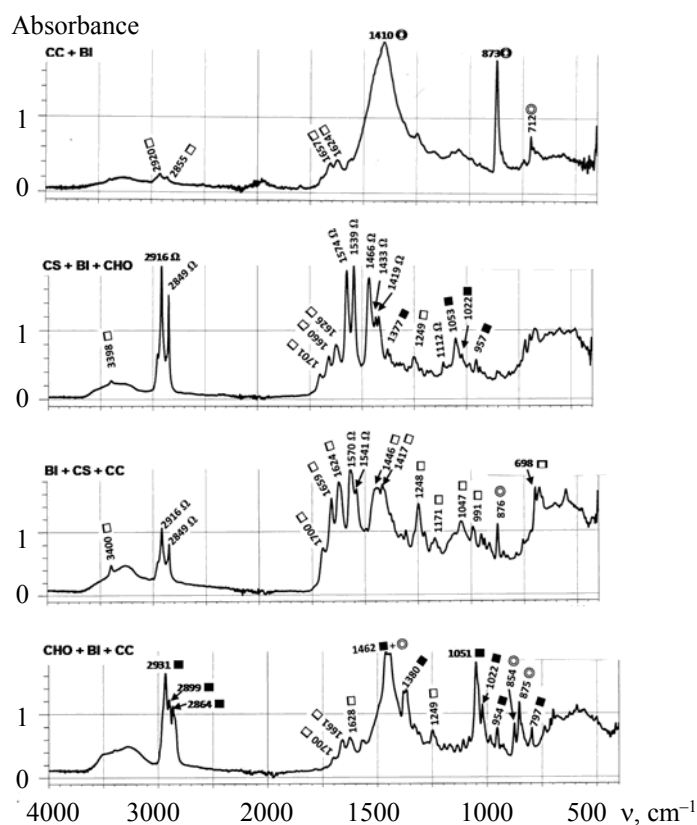 Absorbance
CC + BI
1410 ◎
873◎
712◎
1624□
1657□
2920□
2855 □
1
0
CS + BI + CHO
2916 Ω
2849 Ω
1574 Ω
1539 Ω
1466 Ω
1433 Ω
1419 Ω
1377 ■
1249 □
1112 Ω
1053 ■
1022 ■
957 ■
1626 □
1660 □
1701 □
3398 □
1
0
BI + CS + CC
2916 Ω
2849 Ω
3400 □
1700 □
1659 □
1624 □
1570 Ω
1541 Ω
1446 □
1417 □
1248 □
1171 □
1047 □
991 □
876 ◎
698 □
1
0
CHO + BI + CC
2931 ■
2899 ■
2864 ■
1462 ■ + ◎
1380 ■
1051 ■
1022 ■
854 ◎
875 ◎
954 ■
797 ■
1249 □
1628 □
1661 □
1700 □
1
0
4000 3000 2000 1500 1000 500 ν, cm⁻¹